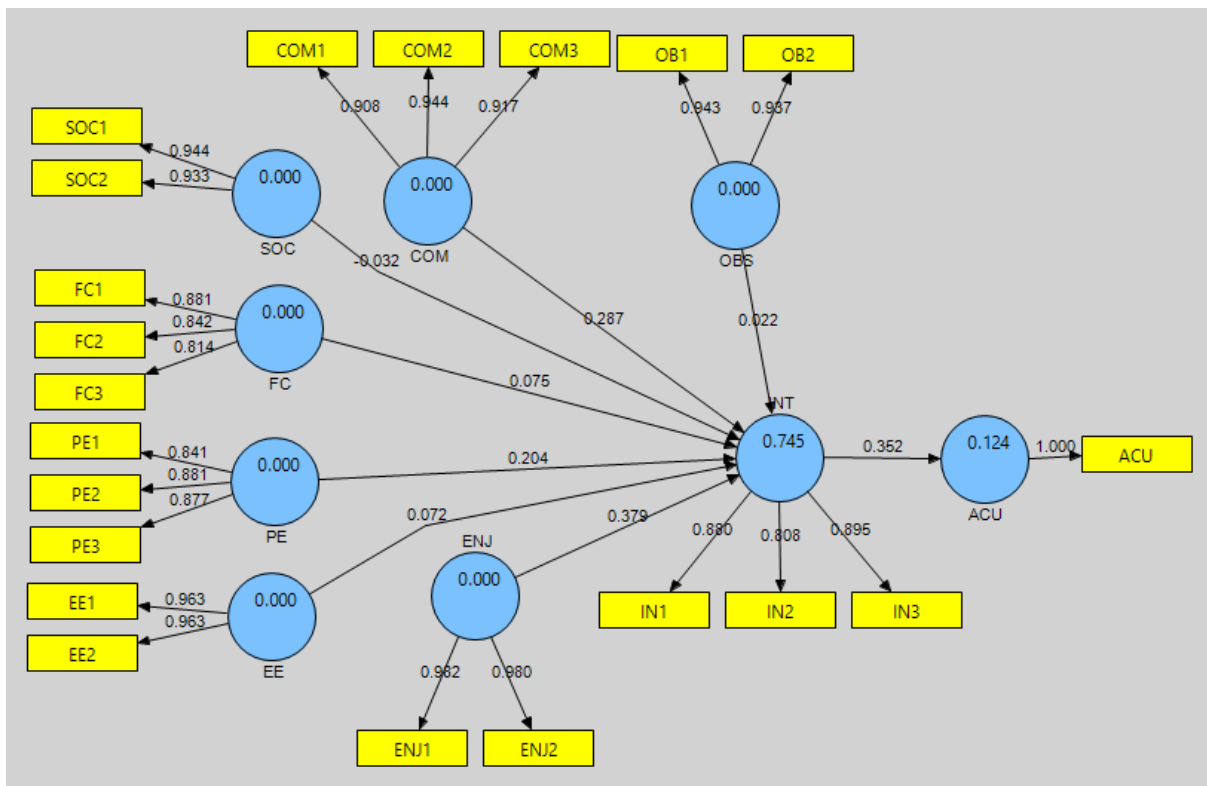 COM1
COM2
COM3
OB1
OB2
0.908
0.944
0.917
0.943
0.937
SOC1
SOC2
0.944
0.933
0.000
SOC
0.000
COM
0.000
OBS
-0.032
0.287
0.022
FC1
FC2
FC3
0.881
0.842
0.814
0.000
FC
0.075
PE1
PE2
PE3
0.841
0.881
0.877
0.000
PE
0.204
INT
0.745
0.352
0.124
ACU
1.000
ACU
EE1
EE2
0.963
0.963
0.000
EE
0.072
ENJ
0.000
0.379
0.880
0.808
0.895
IN1
IN2
IN3
0.982
0.980
ENJ1
ENJ2